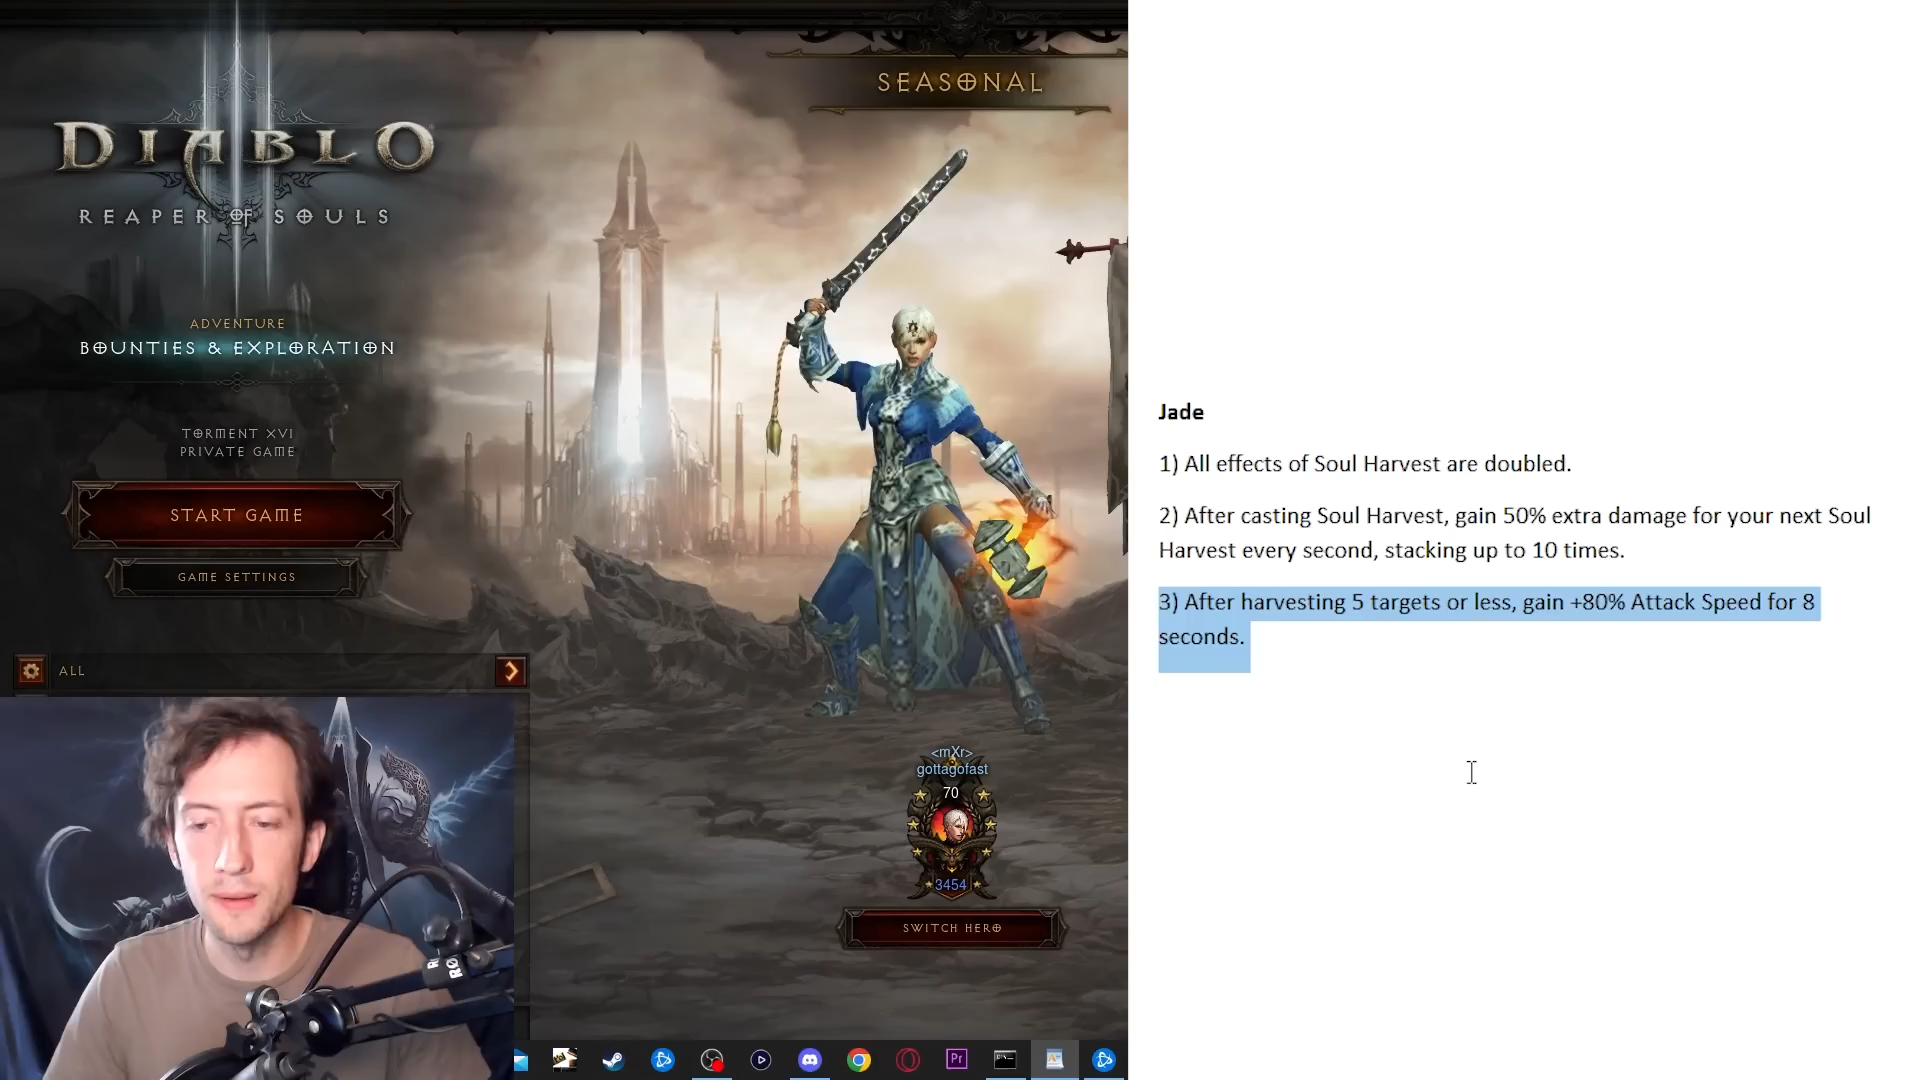 DIABLO
REAPER OF SOULS
SEASONAL
ADVENTURE
BOUNTIES & EXPLORATION
TORMENT XVI
PRIVATE GAME
START GAME
GAME SETTINGS
ALL
<mXr>
gottagofast
70
3454
SWITCH HERO
Jade
1) All effects of Soul Harvest are doubled.
2) After casting Soul Harvest, gain 50% extra damage for your next Soul
Harvest every second, stacking up to 10 times.
3) After harvesting 5 targets or less, gain +80% Attack Speed for 8
seconds.
Pr